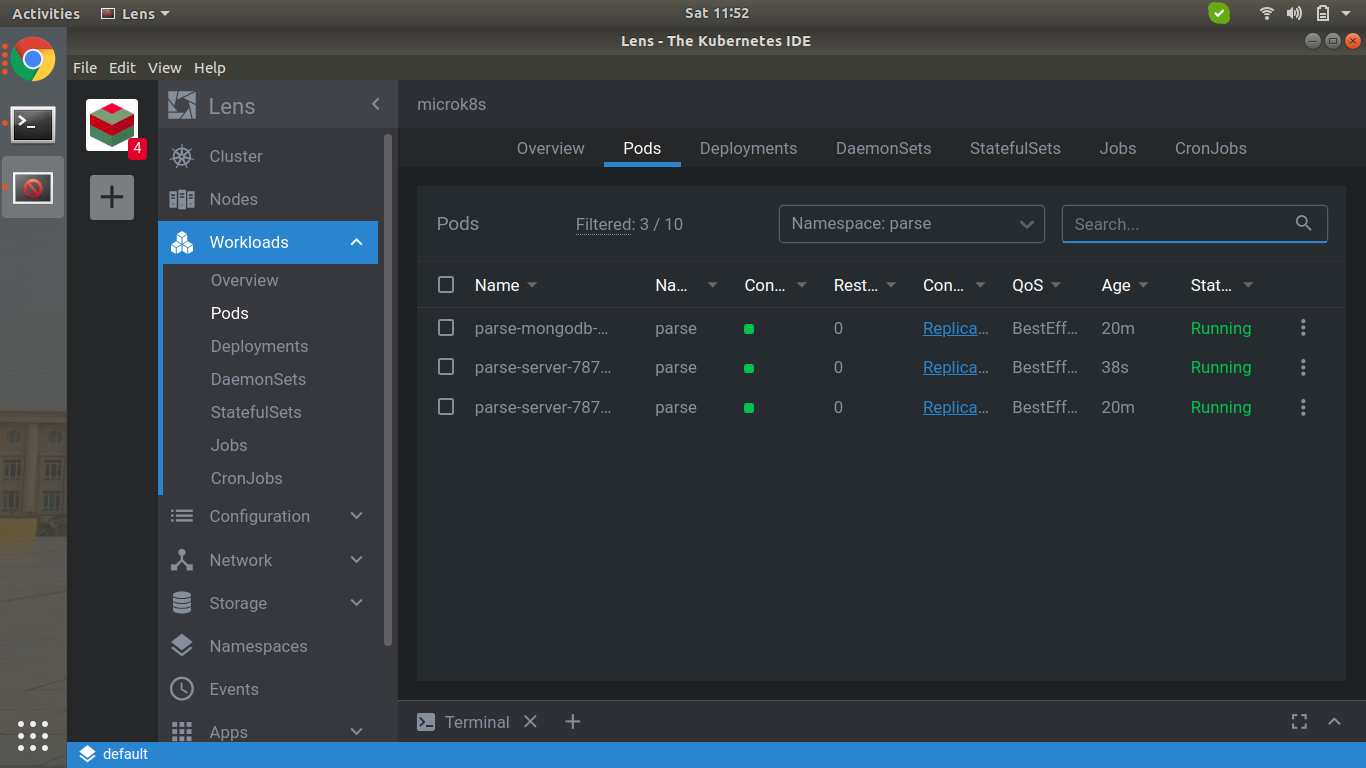 Activities Lens Sat 11:52
Lens - The Kubernetes IDE
File Edit View Help
4
Lens
Cluster
Nodes
Workloads
Overview
Pods
Deployments
DaemonSets
StatefulSets
Jobs
CronJobs
Configuration
Network
Storage
Namespaces
Events
Apps
microk8s
Overview Pods Deployments DaemonSets StatefulSets Jobs CronJobs
Pods Filtered: 3 / 10 Namespace: parse Search...
Name Na... Con... Rest... Con... QoS Age Stat...
parse-mongodb-... parse 0 Replica... BestEff... 20m Running
parse-server-787... parse 0 Replica... BestEff... 38s Running
parse-server-787... parse 0 Replica... BestEff... 20m Running
Terminal
default